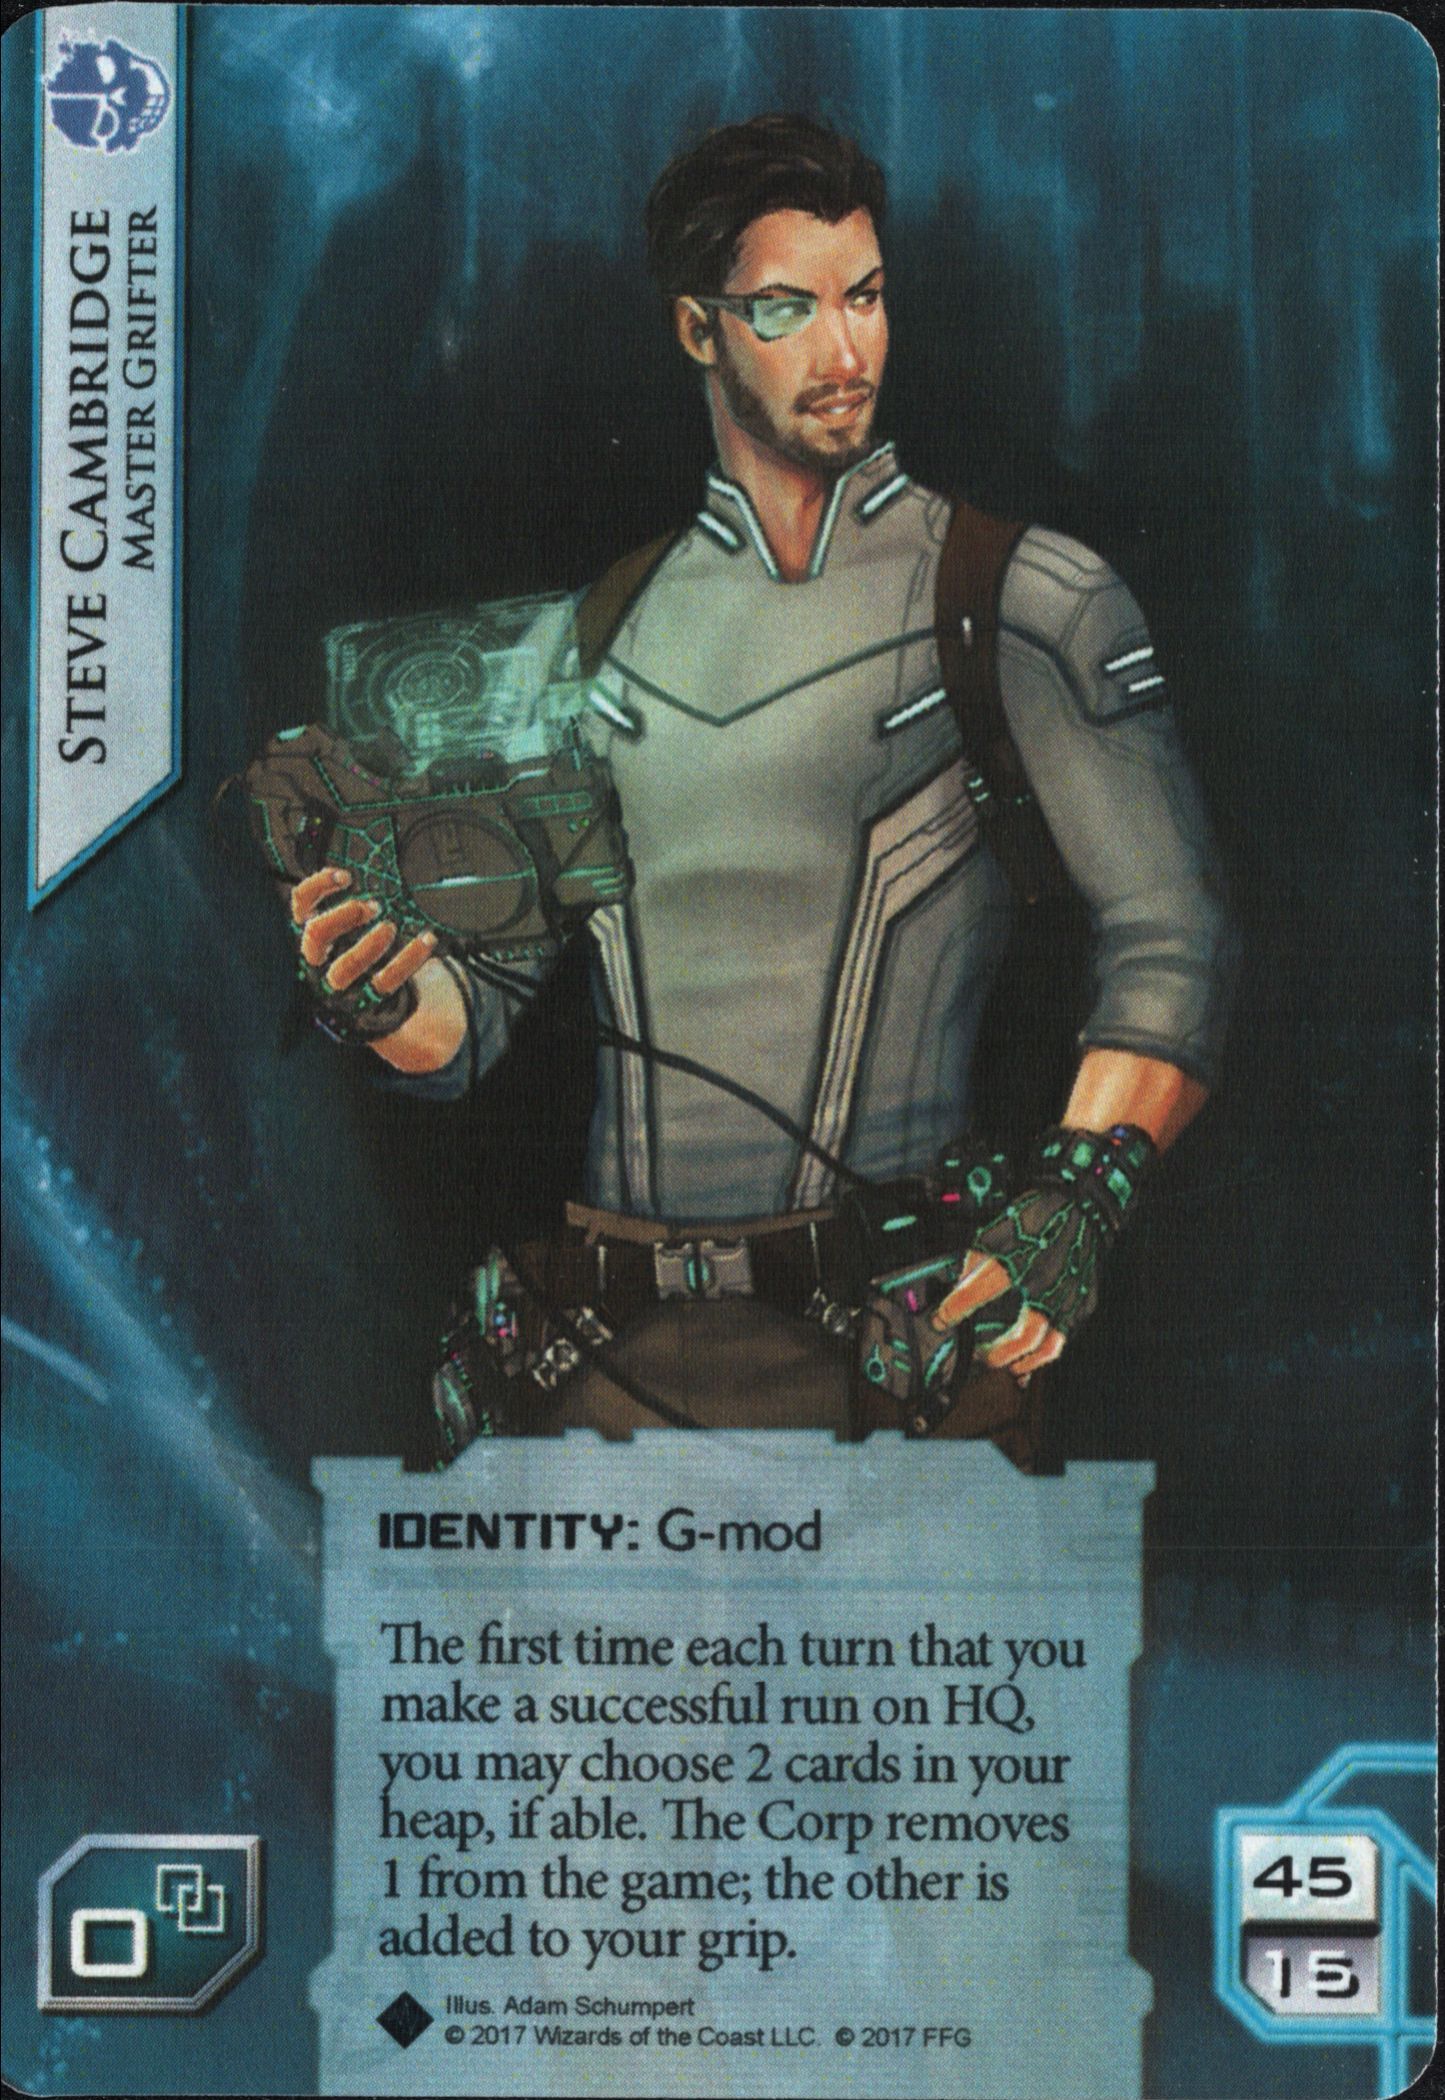 STEVE CAMBRIDGE
MASTER GRIFTER
IDENTITY: G-mod
The first time each turn that you
make a successful run on HQ,
you may choose 2 cards in your
heap, if able. The Corp removes
1 from the game; the other is
added to your grip.
0
45
15
Illus. Adam Schumpert
© 2017 Wizards of the Coast LLC. © 2017 FFG